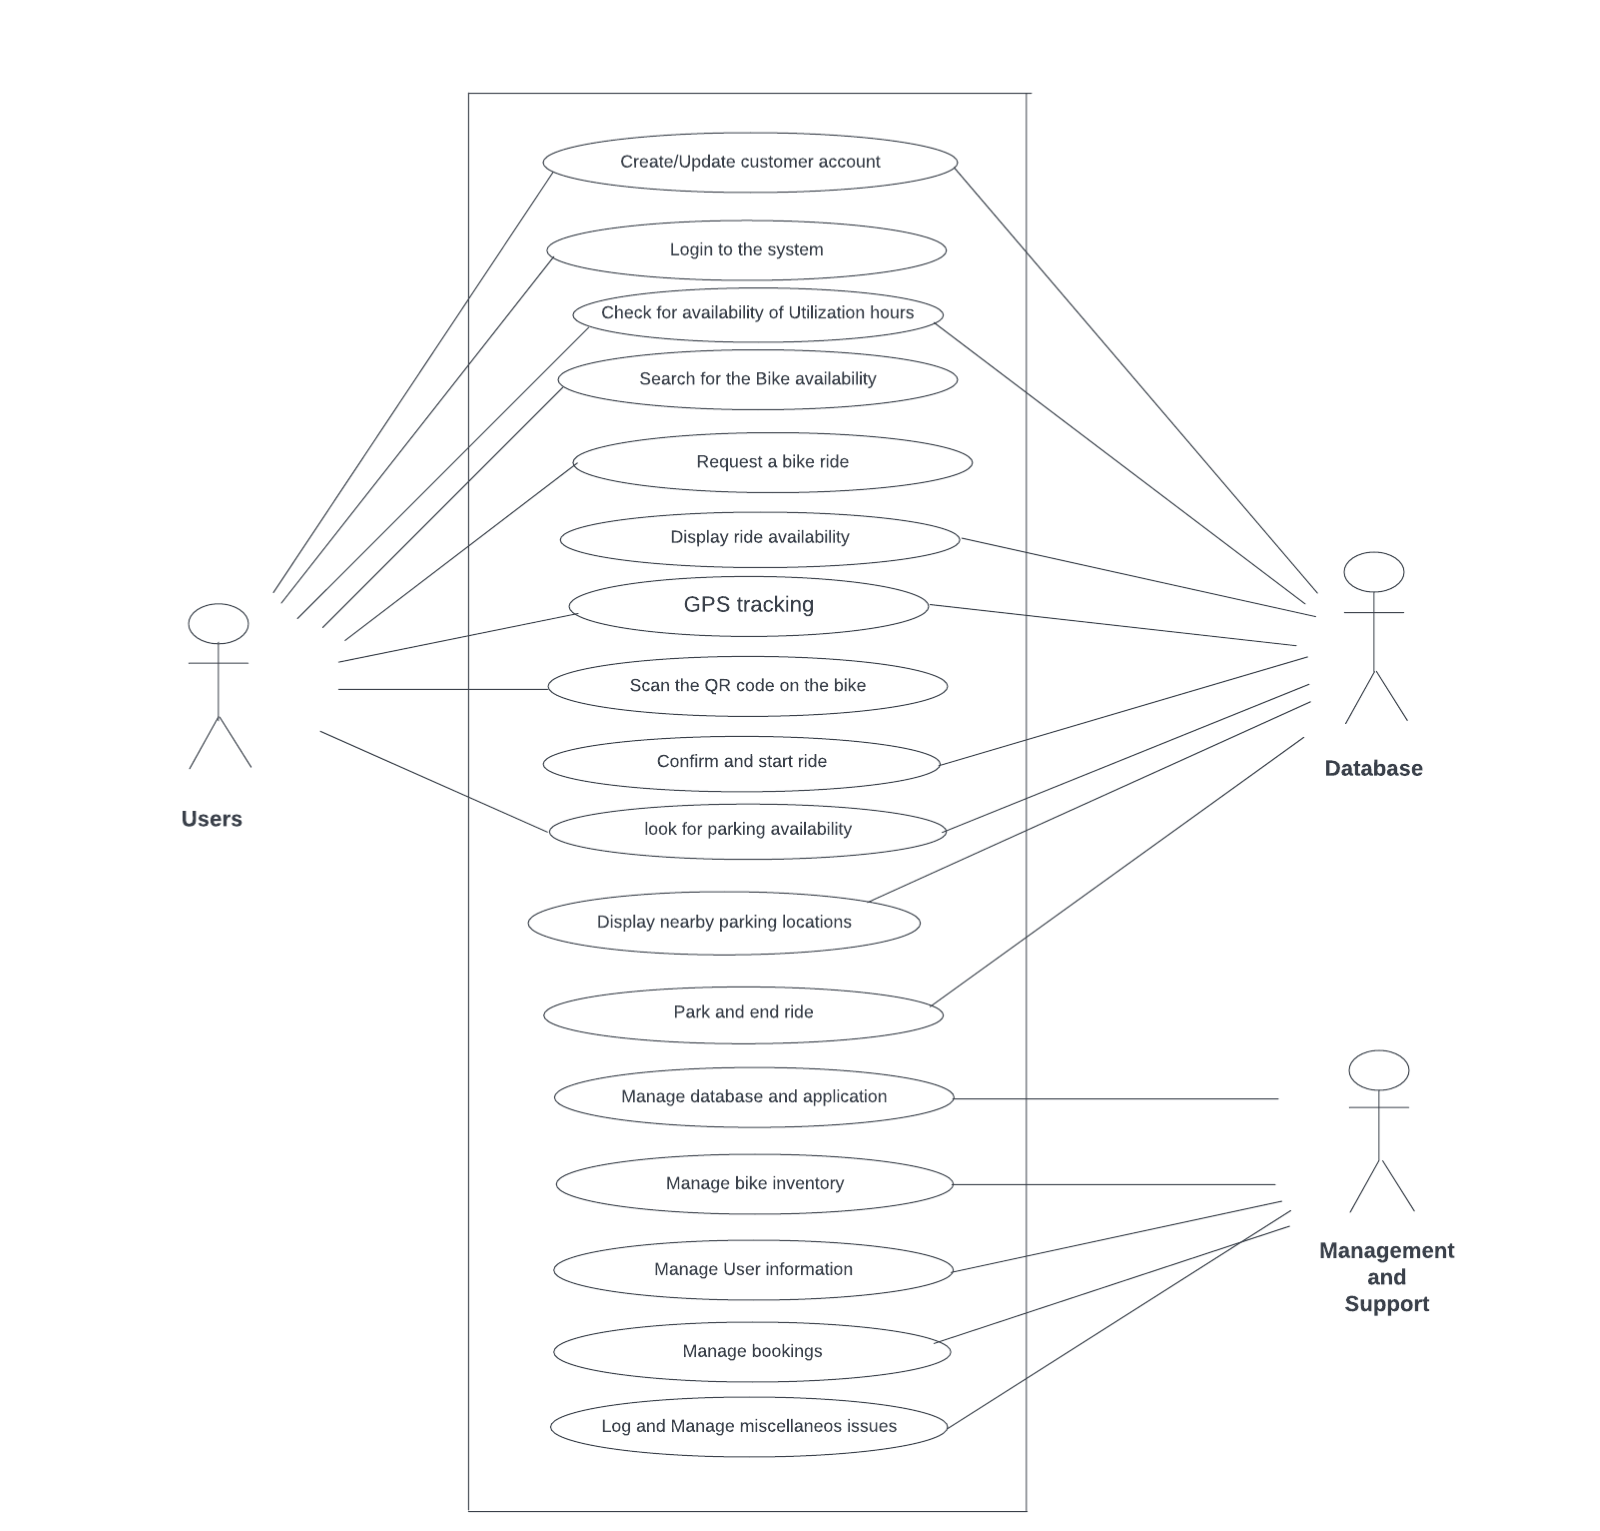 Create/Update customer account
Login to the system
Check for availability of Utilization hours
Search for the Bike availability
Request a bike ride
Display ride availability
GPS tracking
Scan the QR code on the bike
Confirm and start ride
look for parking availability
Display nearby parking locations
Park and end ride
Manage database and application
Manage bike inventory
Manage User information
Manage bookings
Log and Manage miscellaneos issues
Users
Database
Management
and
Support